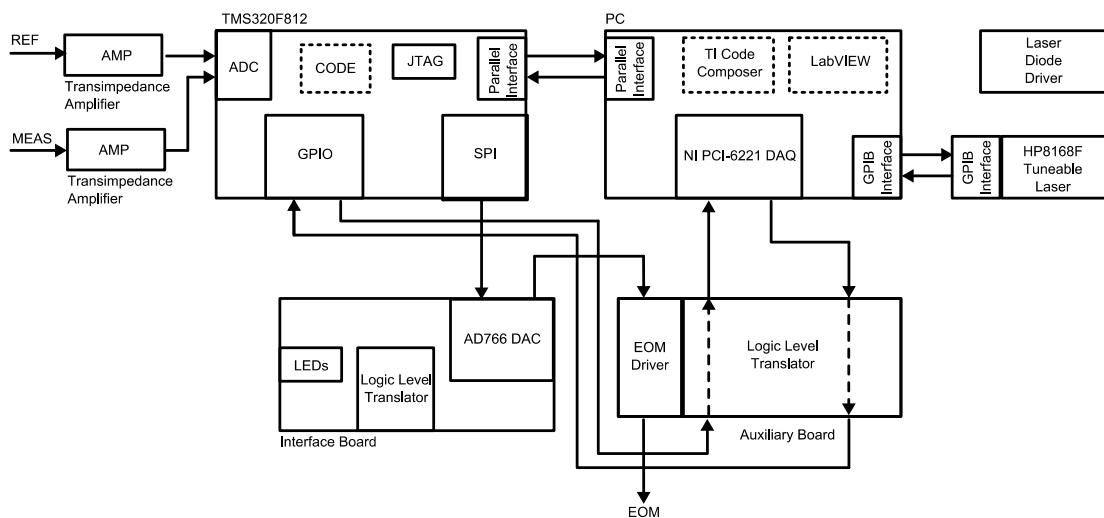 TMS320F812
PC
REF
AMP
Transimpedance
Amplifier
MEAS
AMP
Transimpedance
Amplifier
ADC
CODE
JTAG
Parallel
Interface
GPIO
SPI
Parallel
Interface
TI Code
Composer
LabVIEW
NI PCI-6221 DAQ
GPIB
Interface
Laser
Diode
Driver
GPIB
Interface
HP8168F
Tuneable
Laser
AD766 DAC
LEDs
Logic Level
Translator
Interface Board
EOM
Driver
Logic Level
Translator
Auxiliary Board
EOM